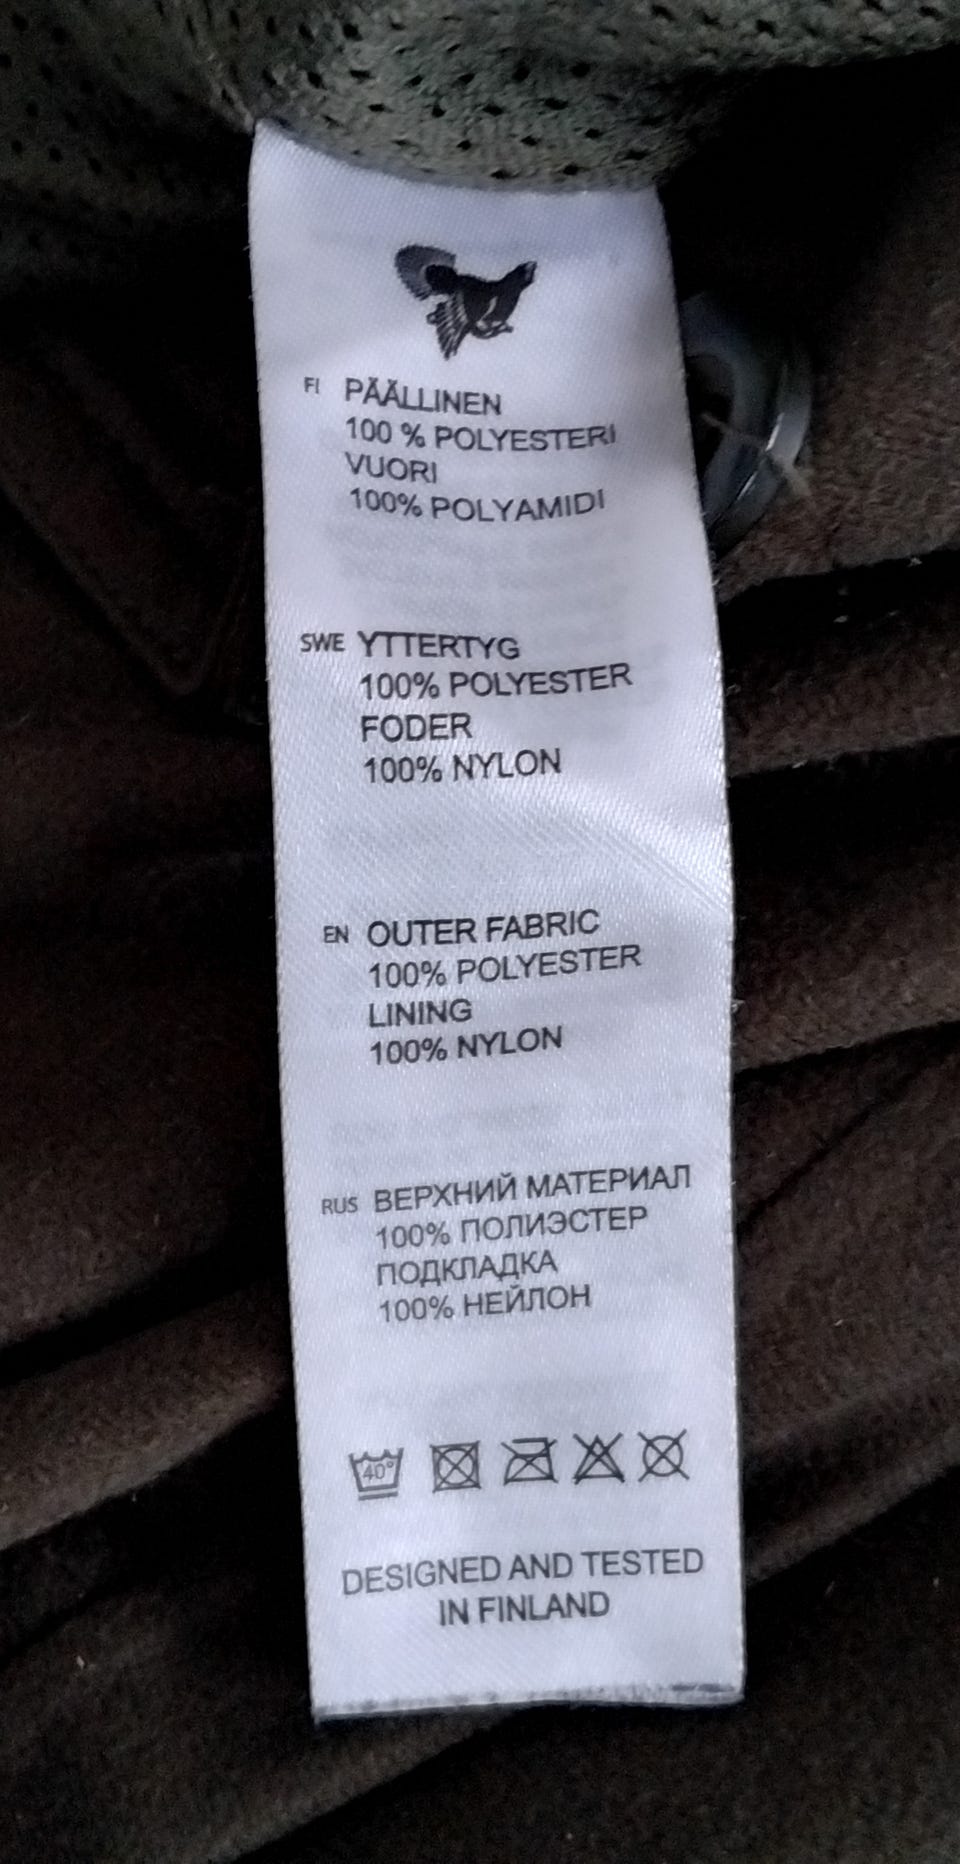 FI PÄÄLLINEN
100 % POLYESTERI
VUORI
100% POLYAMIDI
SWE YTTERTYG
100% POLYESTER
FODER
100% NYLON
EN OUTER FABRIC
100% POLYESTER
LINING
100% NYLON
RUS ВЕРХНИЙ МАТЕРИАЛ
100% ПОЛИЭСТЕР
ПОДКЛАДКА
100% НЕЙЛОН
40°
DESIGNED AND TESTED
IN FINLAND